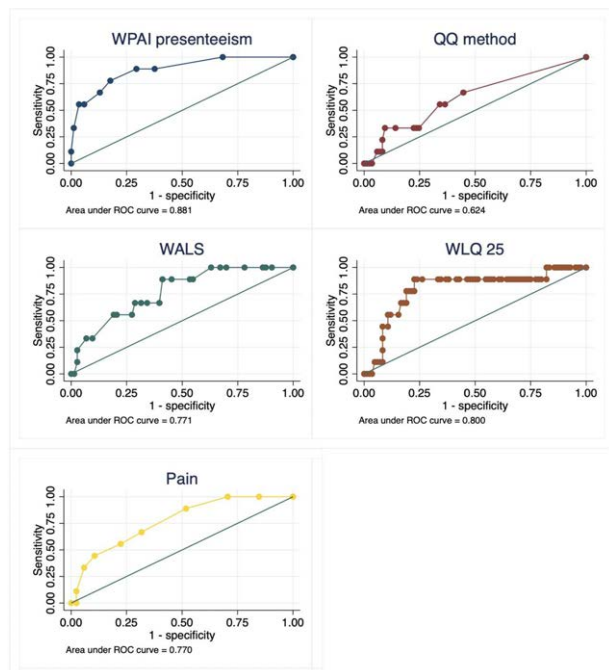 WPAI presenteeism
Sensitivity
0.00 0.25 0.50 0.75 1.00
0.00 0.25 0.50 0.75 1.00
1 - specificity
Area under ROC curve = 0.881
QQ method
Sensitivity
0.00 0.25 0.50 0.75 1.00
0.00 0.25 0.50 0.75 1.00
1 - specificity
Area under ROC curve = 0.624
WALS
Sensitivity
0.00 0.25 0.50 0.75 1.00
0.00 0.25 0.50 0.75 1.00
1 - specificity
Area under ROC curve = 0.771
WLQ 25
Sensitivity
0.00 0.25 0.50 0.75 1.00
0.00 0.25 0.50 0.75 1.00
1 - specificity
Area under ROC curve = 0.800
Pain
Sensitivity
0.00 0.25 0.50 0.75 1.00
0.00 0.25 0.50 0.75 1.00
1 - specificity
Area under ROC curve = 0.770